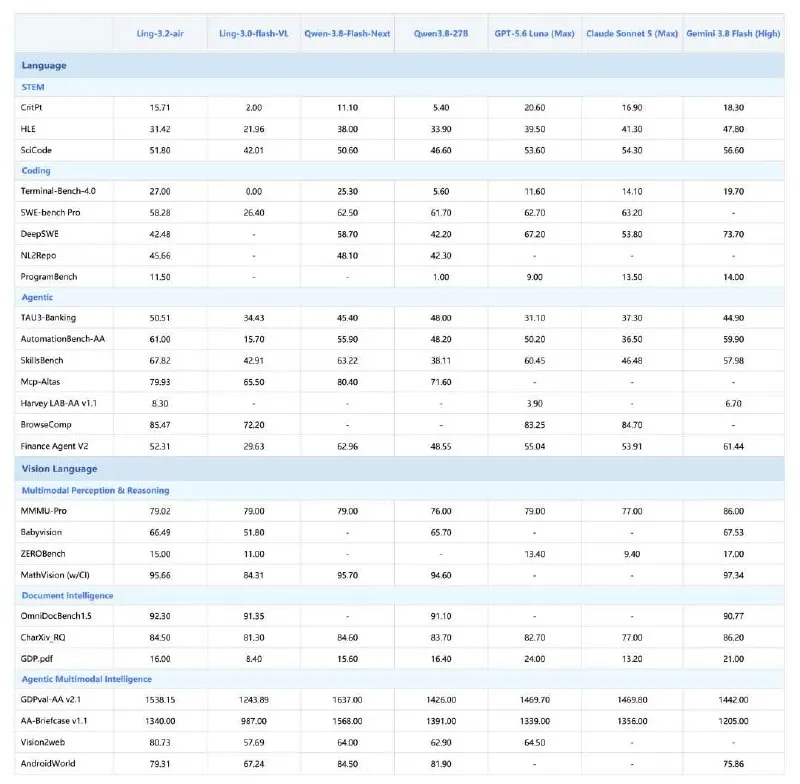 Ling-3.2-air Ling-3.0-flash-VL Qwen-3.8-Flash-Next Qwen3.8-27B GPT-5.6 Luna (Max) Claude Sonnet 5 (Max) Gemini 3.8 Flash (High)
Language
STEM
CritPt 15.71 2.00 11.10 5.40 20.60 16.90 18.30
HLE 31.42 21.96 38.00 33.90 39.50 41.30 47.80
SciCode 51.80 42.01 50.60 46.60 53.60 54.30 56.60
Coding
Terminal-Bench-4.0 27.00 0.00 25.30 5.60 11.60 14.10 19.70
SWE-bench Pro 58.28 26.40 62.50 61.70 62.70 63.20 -
DeepSWE 42.48 - 58.70 42.20 67.20 53.80 73.70
NL2Repo 45.66 - 48.10 42.30 - - -
ProgramBench 11.50 - - 1.00 9.00 13.50 14.00
Agentic
TAU3-Banking 50.51 34.43 45.40 48.00 31.10 37.30 44.90
AutomationBench-AA 61.00 15.70 55.90 48.20 50.20 36.50 59.90
SkillsBench 67.82 42.91 63.22 38.11 60.45 46.48 57.98
Mcp-Altas 79.93 65.50 80.40 71.60 - - -
Harvey LAB-AA v1.1 8.30 - - - 3.90 - 6.70
BrowseComp 85.47 72.20 - - 83.25 84.70 -
Finance Agent V2 52.31 29.63 62.96 48.55 55.04 53.91 61.44
Vision Language
Multimodal Perception & Reasoning
MMMU-Pro 79.02 79.00 79.00 76.00 79.00 77.00 86.00
Babyvision 66.49 51.80 - 65.70 - - 67.53
ZEROBench 15.00 11.00 - - 13.40 9.40 17.00
MathVision (w/CI) 95.66 84.31 95.70 94.60 - - 97.34
Document Intelligence
OmniDocBench1.5 92.30 91.35 - 91.10 - - 90.77
CharXiv_RQ 84.50 81.30 84.60 83.70 82.70 77.00 86.20
GDP.pdf 16.00 8.40 15.60 16.40 24.00 13.20 21.00
Agentic Multimodal Intelligence
GDPval-AA v2.1 1538.15 1243.89 1637.00 1426.00 1469.70 1469.80 1442.00
AA-Briefcase v1.1 1340.00 987.00 1568.00 1391.00 1339.00 1356.00 1205.00
Vision2web 80.73 57.69 64.00 62.90 64.50 - -
AndroidWorld 79.31 67.24 84.50 81.90 - - 75.86